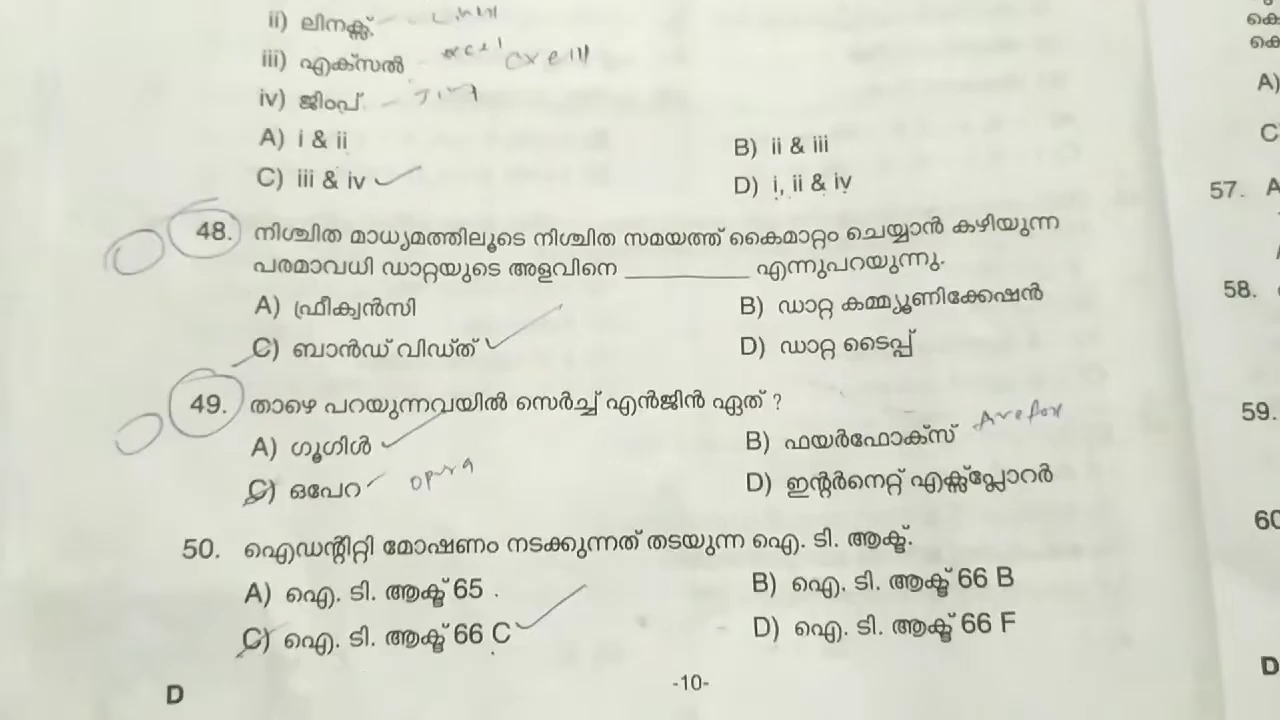 ii) ലിനക്സ്
iii) എക്സൽ excel
iv) ജിംപ്
A) i & ii
B) ii & iii
C) iii & iv
D) i, ii & iv
48. നിശ്ചിത മാധ്യമത്തിലൂടെ നിശ്ചിത സമയത്ത് കൈമാറ്റം ചെയ്യാൻ കഴിയുന്ന
പരമാവധി ഡാറ്റയുടെ അളവിനെ __________ എന്നുപറയുന്നു.
A) ഫ്രീക്വൻസി
B) ഡാറ്റ കമ്മ്യൂണിക്കേഷൻ
C) ബാൻഡ് വിഡ്ത്
D) ഡാറ്റ ടൈപ്പ്
49. താഴെ പറയുന്നവയിൽ സെർച്ച് എൻജിൻ ഏത് ?
A) ഗൂഗിൾ
B) ഫയർഫോക്സ്
C) ഒപേറ opura
D) ഇന്റർനെറ്റ് എക്സ്പ്ലോറർ
50. ഐഡന്റിറ്റി മോഷണം നടക്കുന്നത് തടയുന്ന ഐ. ടി. ആക്ട്.
A) ഐ. ടി. ആക്ട് 65
B) ഐ. ടി. ആക്ട് 66 B
C) ഐ. ടി. ആക്ട് 66 C
D) ഐ. ടി. ആക്ട് 66 F
D
-10-
കെ
കെ
A)
C
57. A
58.
59.
60
D